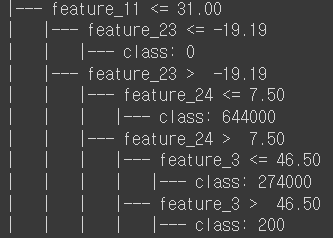 |--- feature_11 <= 31.00
|   |--- feature_23 <= -19.19
|   |   |--- class: 0
|   |--- feature_23 >  -19.19
|   |   |--- feature_24 <= 7.50
|   |   |   |--- class: 644000
|   |   |--- feature_24 >  7.50
|   |   |   |--- feature_3 <= 46.50
|   |   |   |   |--- class: 274000
|   |   |   |--- feature_3 >  46.50
|   |   |   |   |--- class: 200